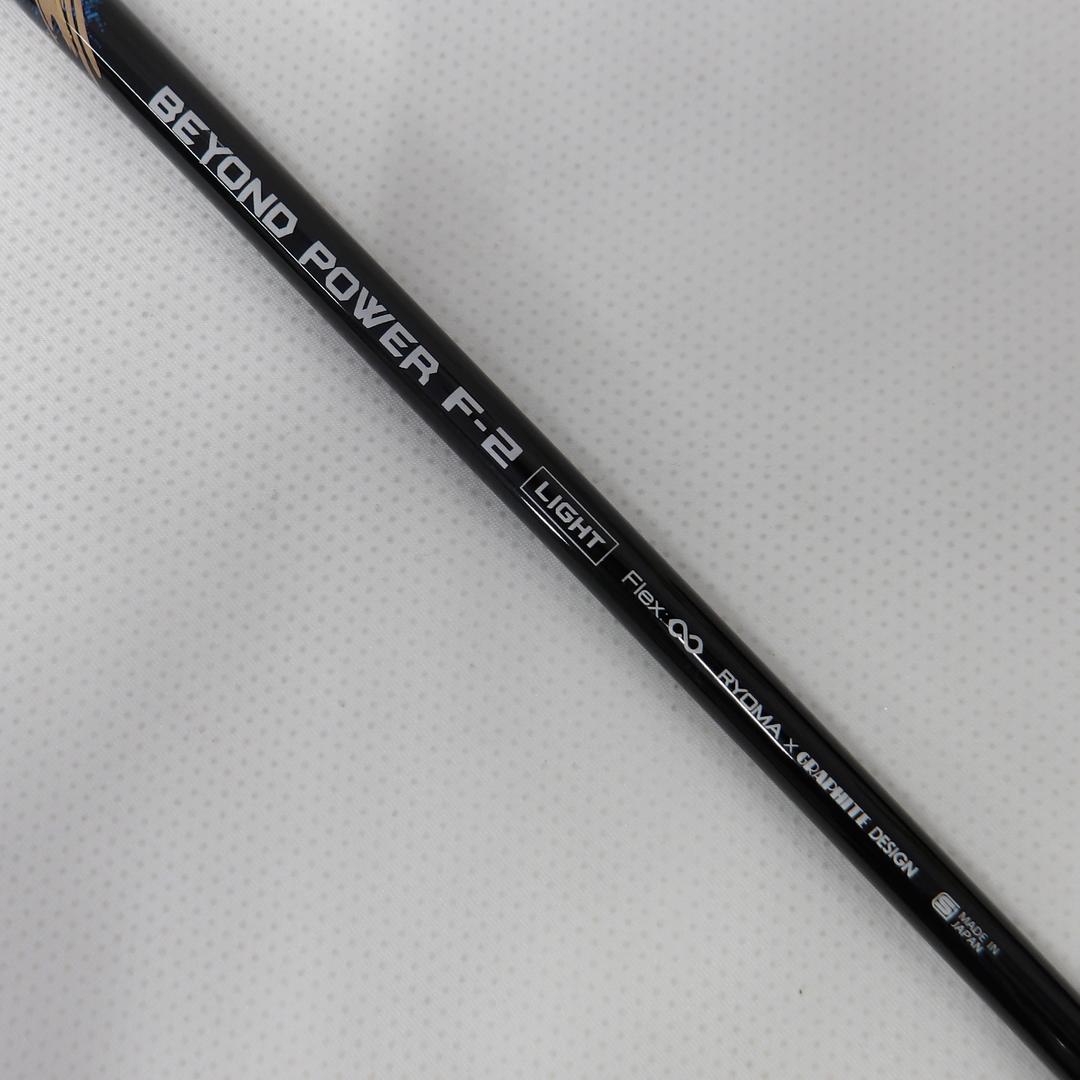 BEYOND POWER F-2 LIGHT Flex:∞ RYOMA × GRAPHITE DESIGN
MADE IN
JAPAN